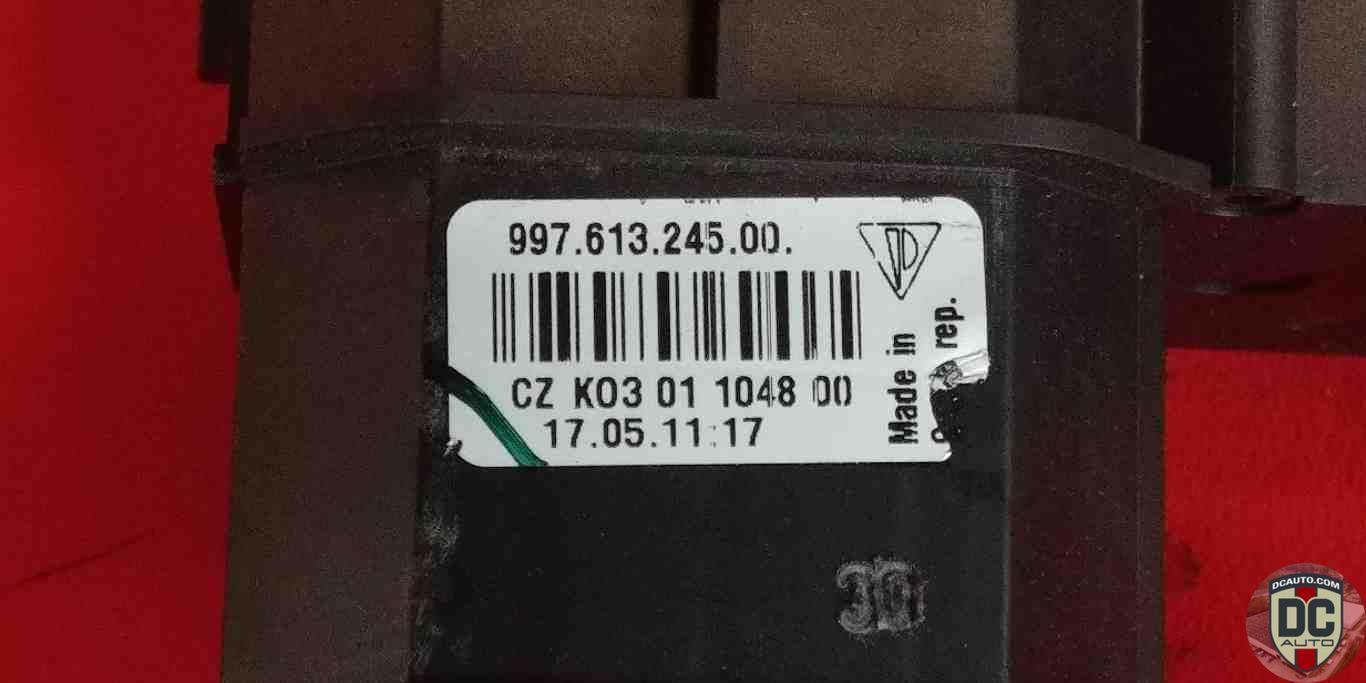 997.613.245.00.
CZ K03 01 1048 00
17.05.11:17
Made in
rep.
30
DCAUTO.COM
DC
AUTO